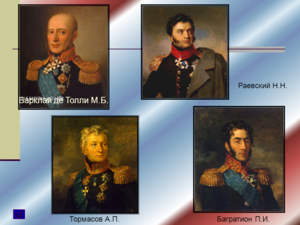 Барклай де Толли М.Б.
Раевский Н.Н.
Тормасов А.П.
Багратион П.И.